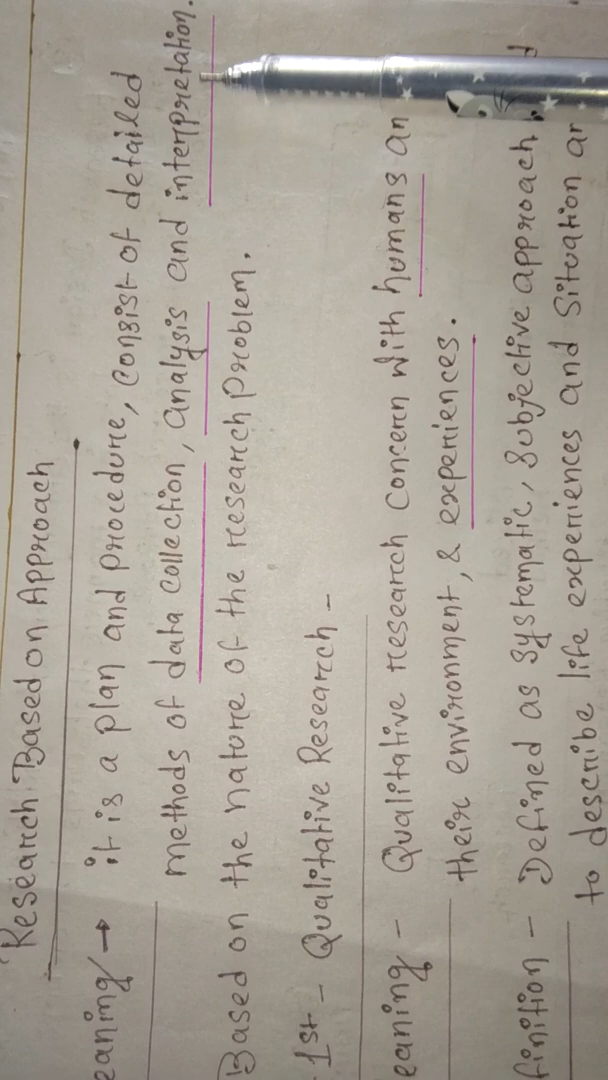 Research Based on Approach
eaning → it is a plan and procedure, consist of detailed
methods of data collection, analysis and interpretation.
Based on the nature of the research problem.
1st - Qualitative Research -
eaning - Qualitative research concern with humans an
their environment, & experiences.
finition - Defined as systematic, subjective approach
to describe life experiences and situation an